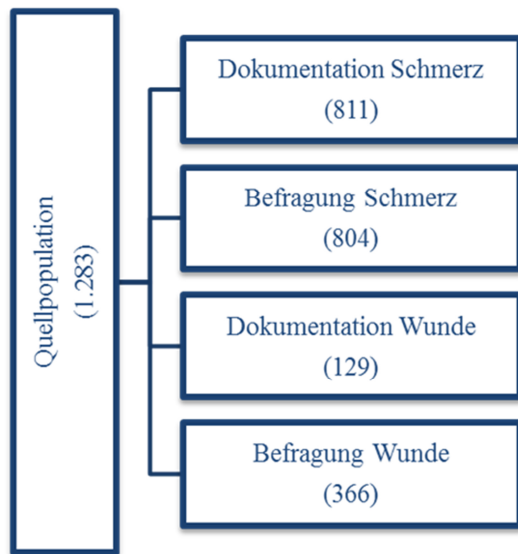 Quellpopulation
(1.283)
Dokumentation Schmerz
(811)
Befragung Schmerz
(804)
Dokumentation Wunde
(129)
Befragung Wunde
(366)